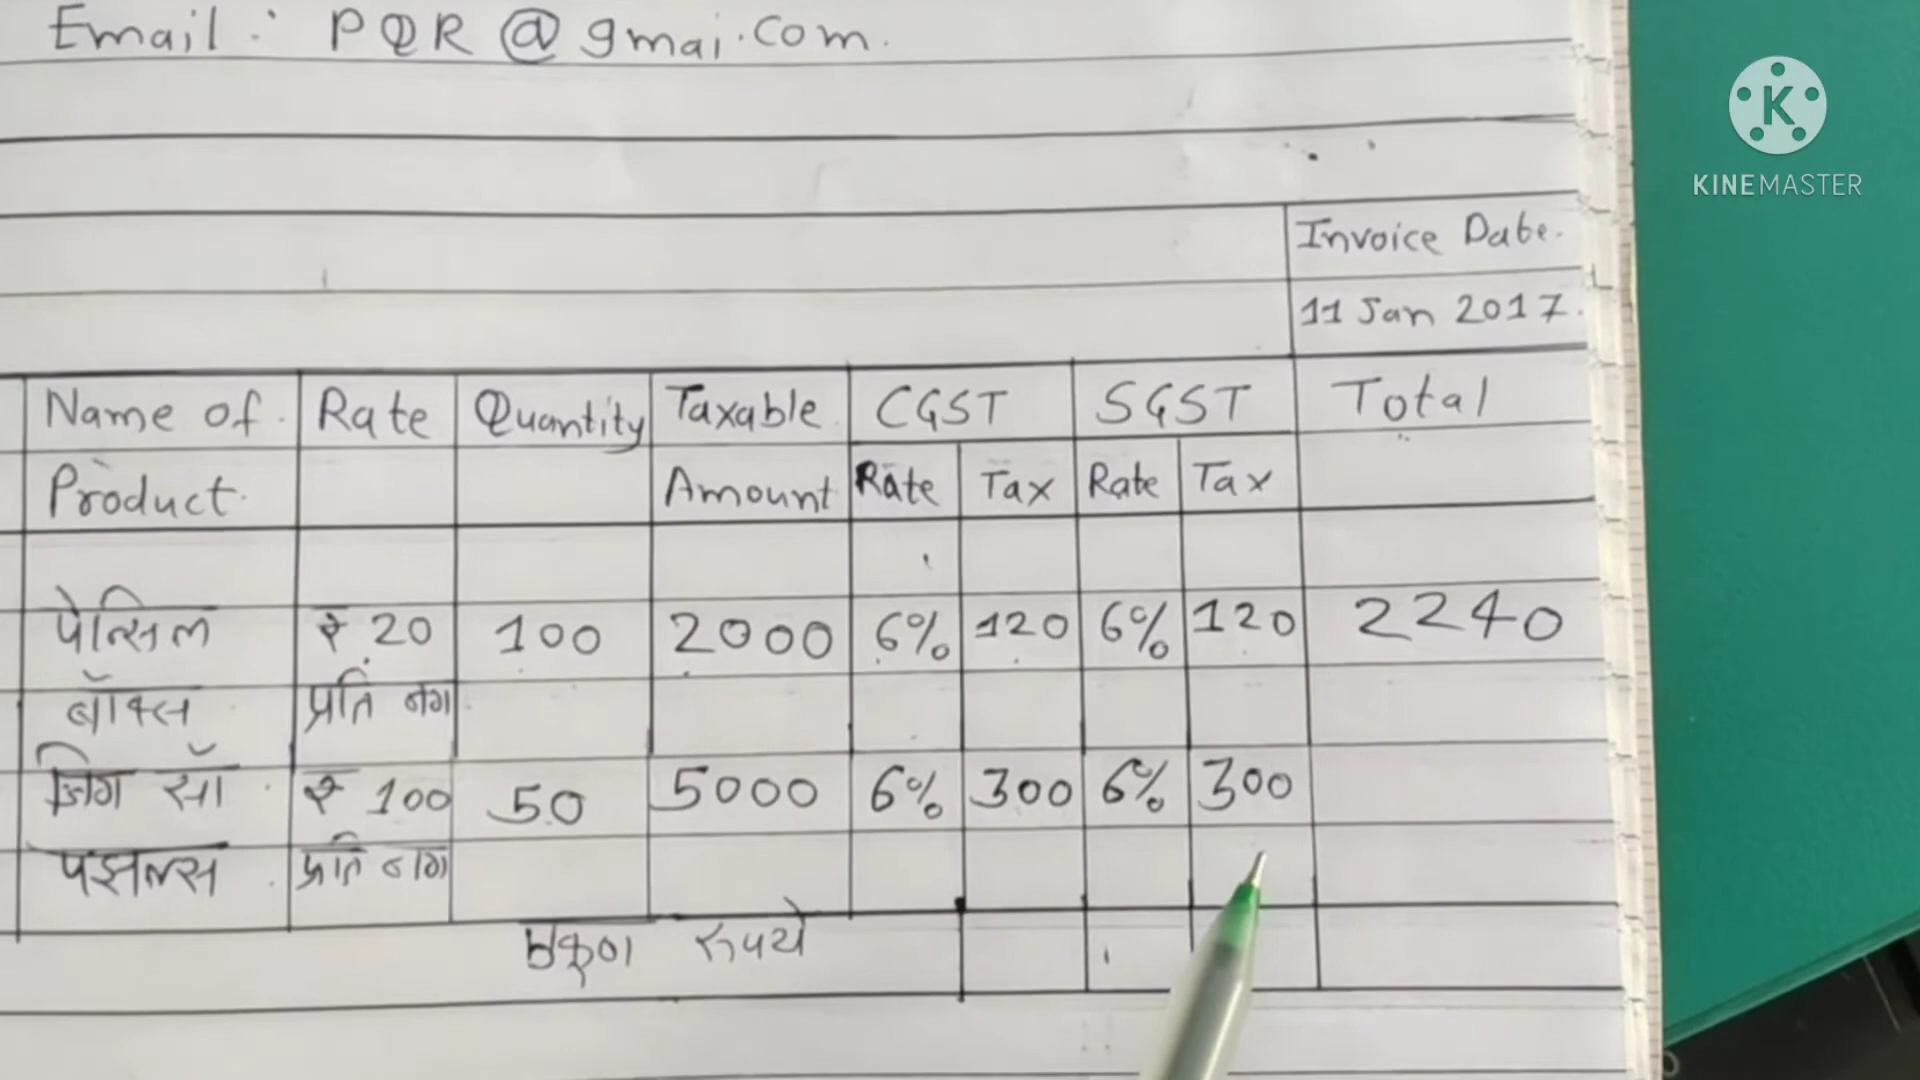 Email : PQR @ gmai.com.
KINEMASTER
Invoice Date.
11 Jan 2017.
Name of Rate Quantity Taxable CGST SGST Total
Product. Amount Rate Tax Rate Tax
पेन्सिल ₹ 20 100 2000 6% 120 6% 120 2240
बॉक्स प्रति नग
जिग सॉ ₹ 100 50 5000 6% 300 6% 300
पझल्स प्रति नग
एकूण रुपये